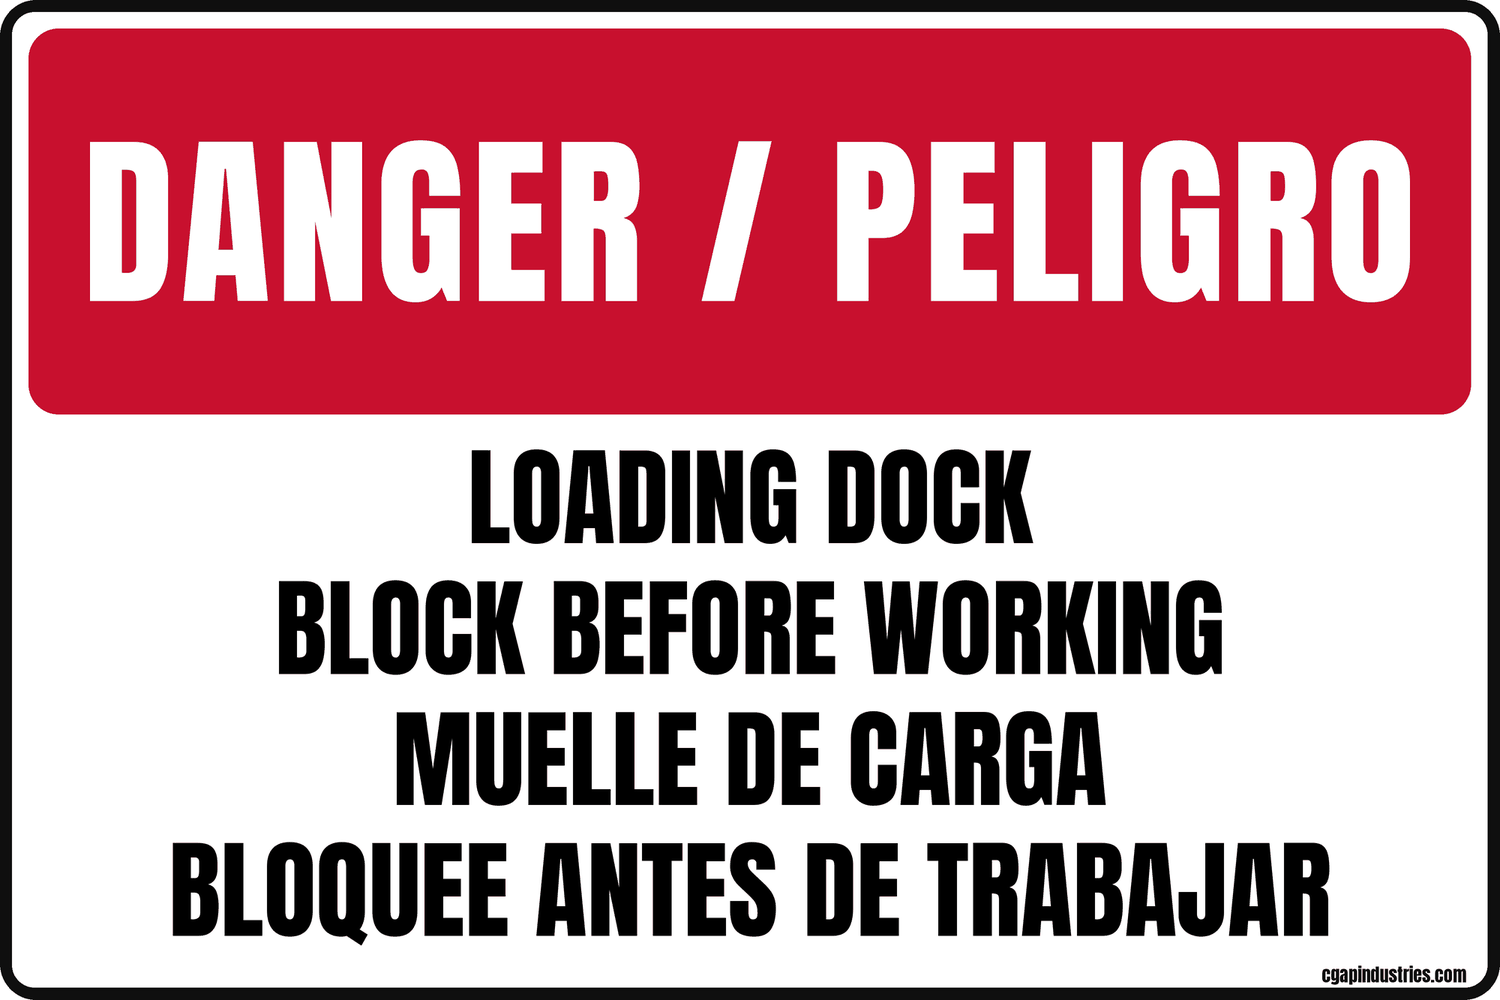 DANGER / PELIGRO
LOADING DOCK
BLOCK BEFORE WORKING
MUELLE DE CARGA
BLOQUEE ANTES DE TRABAJAR
cgapindustries.com